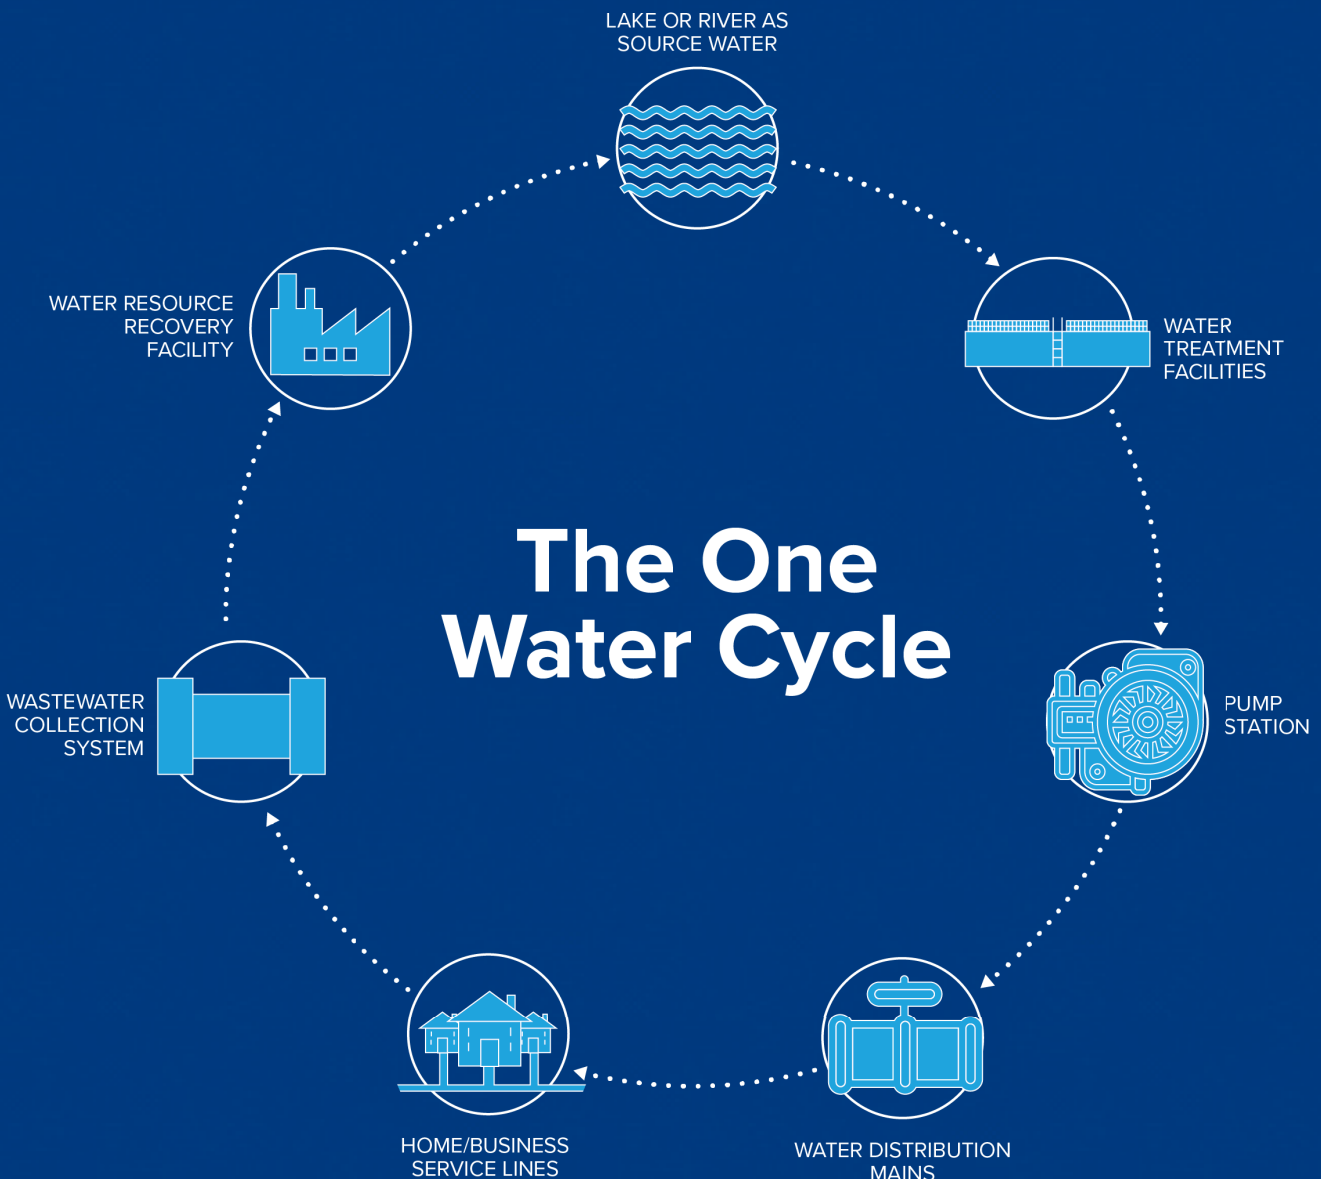 LAKE OR RIVER AS
SOURCE WATER
WATER
TREATMENT
FACILITIES
PUMP
STATION
WATER DISTRIBUTION
MAINS
HOME/BUSINESS
SERVICE LINES
WASTEWATER
COLLECTION
SYSTEM
WATER RESOURCE
RECOVERY
FACILITY
The One
Water Cycle